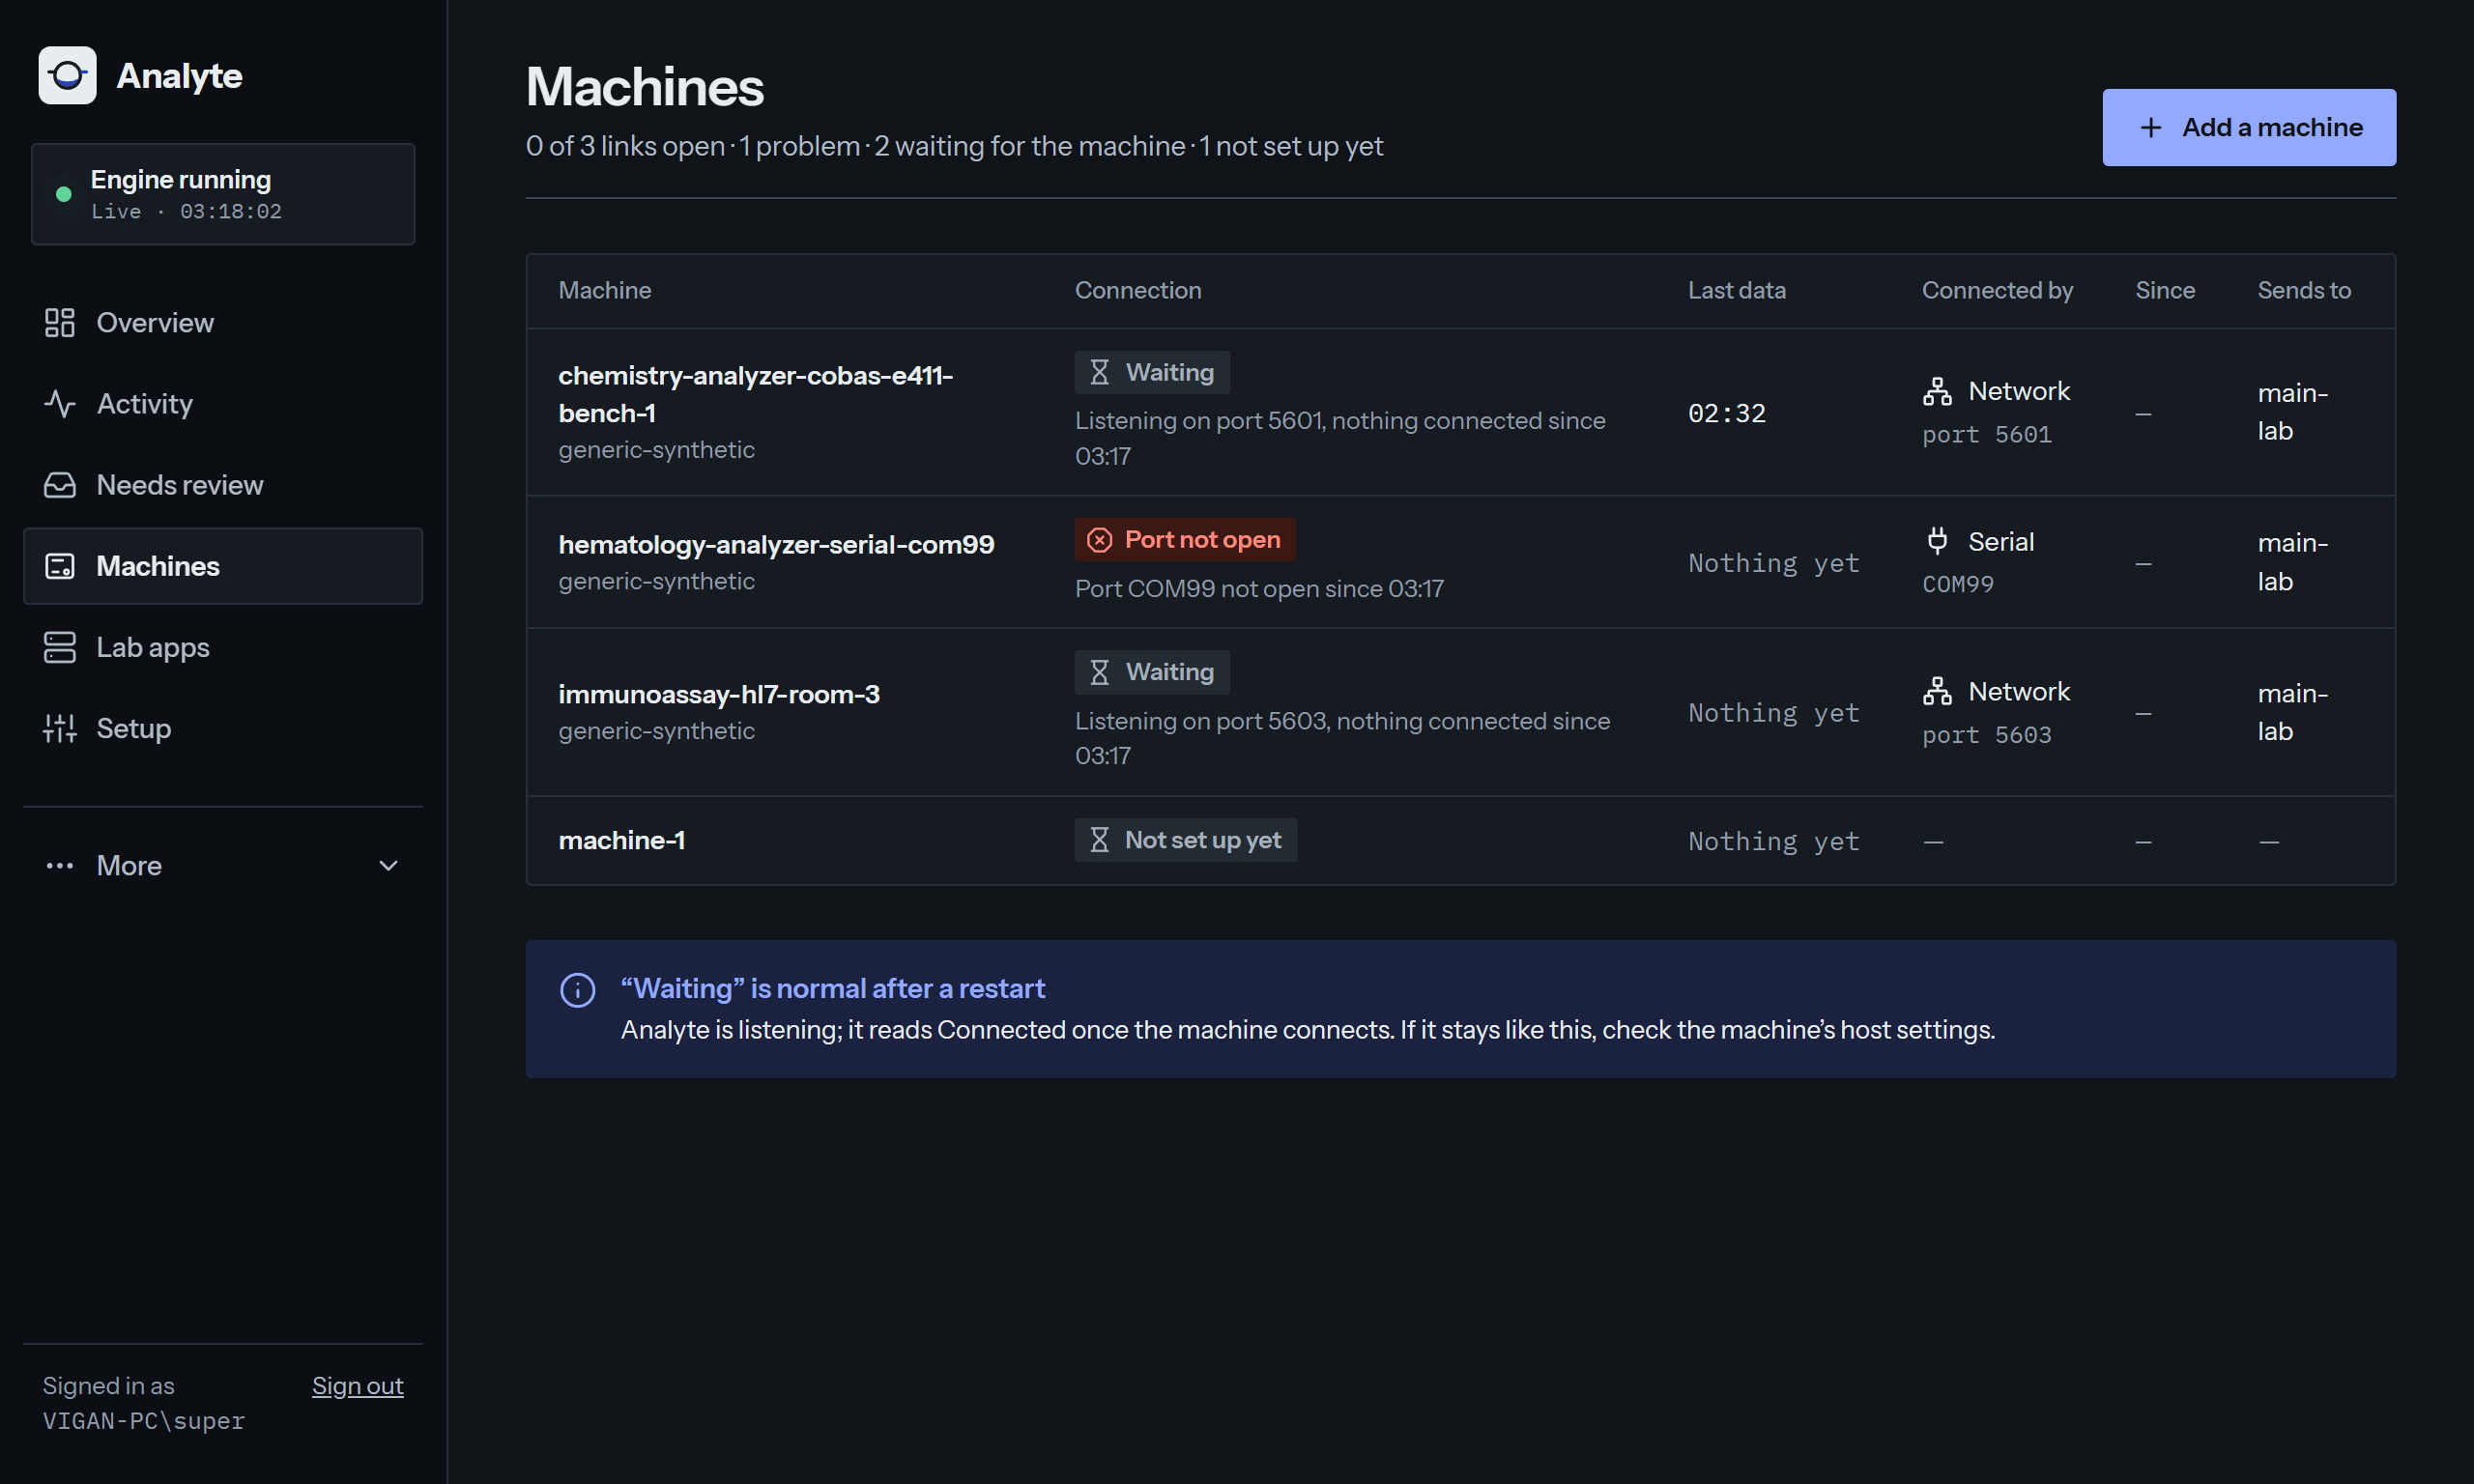 Analyte
Engine running
Live · 03:18:02
Overview
Activity
Needs review
Machines
Lab apps
Setup
More
Signed in as
Sign out
VIGAN-PC\super
Machines
0 of 3 links open · 1 problem · 2 waiting for the machine · 1 not set up yet
Add a machine
Machine Connection Last data Connected by Since Sends to
chemistry-analyzer-cobas-e411-
bench-1
generic-synthetic
Waiting
Listening on port 5601, nothing connected since
03:17
02:32
Network
port 5601
—
main-
lab
hematology-analyzer-serial-com99
generic-synthetic
Port not open
Port COM99 not open since 03:17
Nothing yet
Serial
COM99
—
main-
lab
immunoassay-hl7-room-3
generic-synthetic
Waiting
Listening on port 5603, nothing connected since
03:17
Nothing yet
Network
port 5603
—
main-
lab
machine-1
Not set up yet
Nothing yet
—
—
—
“Waiting” is normal after a restart
Analyte is listening; it reads Connected once the machine connects. If it stays like this, check the machine’s host settings.